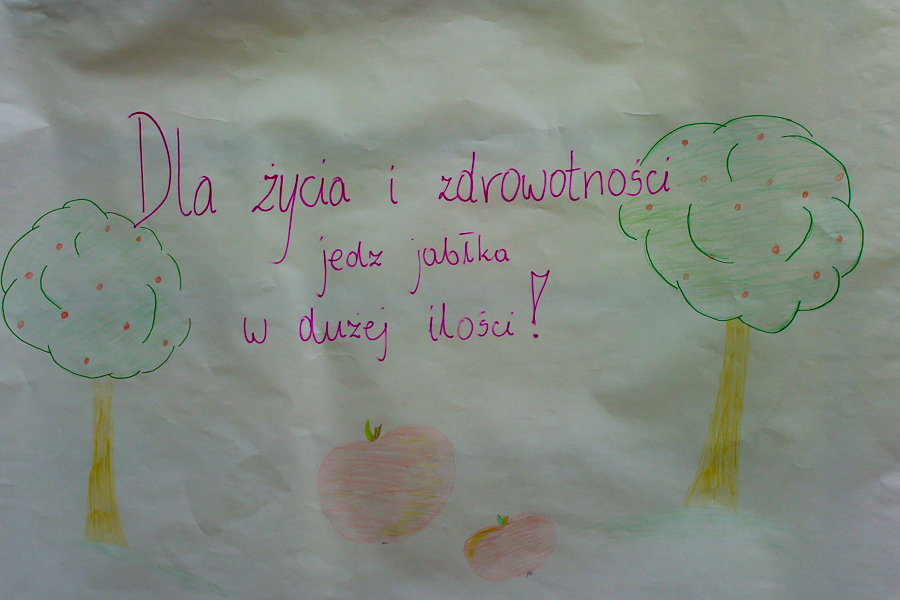 Dla życia i zdrowotności
jedz jabłka
w dużej ilości!